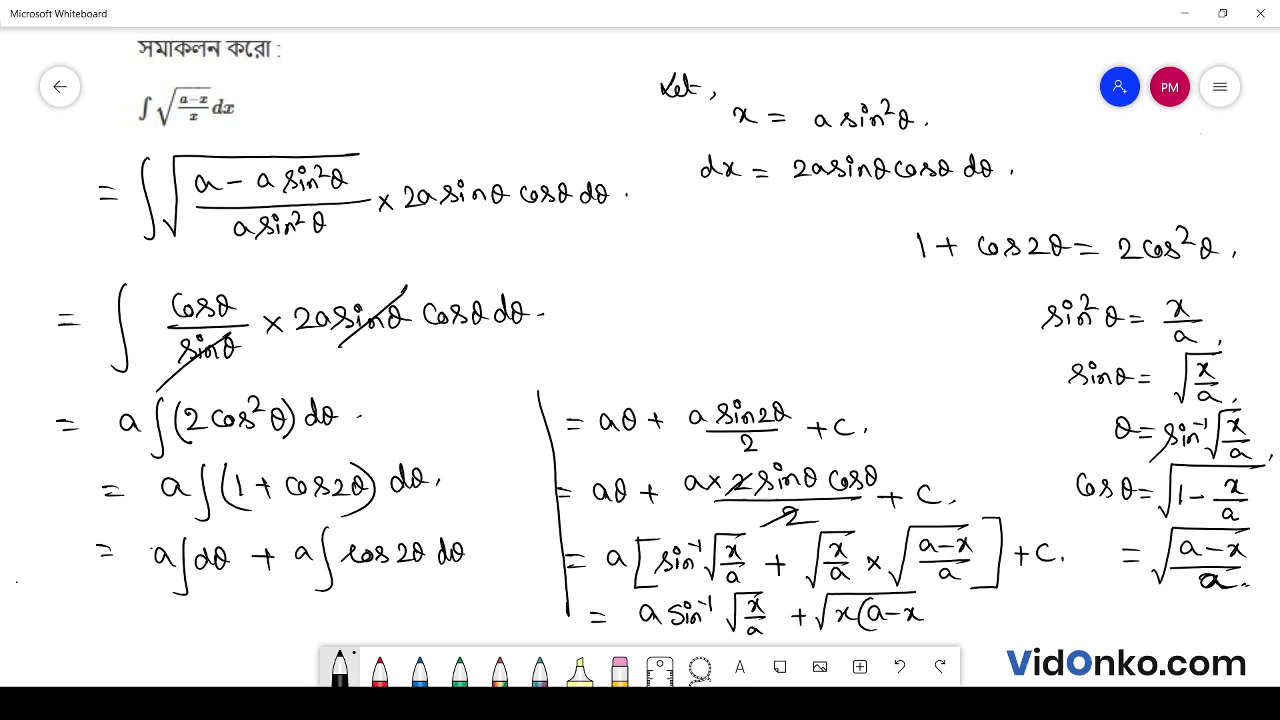 Microsoft Whiteboard
সমাকলন করো :
∫ √((a−x)/x) dx
Let,
x = a sin²θ.
dx = 2a sinθ cosθ dθ.
= ∫ √((a − a sin²θ)/(a sin²θ)) × 2a sinθ cosθ dθ.
1 + cos2θ = 2cos²θ.
= ∫ cosθ/sinθ × 2a sinθ cosθ dθ.
= a ∫ (2cos²θ) dθ.
= a ∫ (1 + cos2θ) dθ.
= a ∫ dθ + a ∫ cos2θ dθ
= aθ + (a sin2θ)/2 + c.
= aθ + (a × 2 sinθ cosθ)/2 + c.
= a [sin⁻¹ √(x/a) + √(x/a) × √((a−x)/a)] + c.
= a sin⁻¹ √(x/a) + √(x(a−x
sin²θ = x/a,
sinθ = √(x/a),
θ = sin⁻¹ √(x/a),
cosθ = √(1 − x/a)
= √((a−x)/a)
PM
A
VidOnko.com